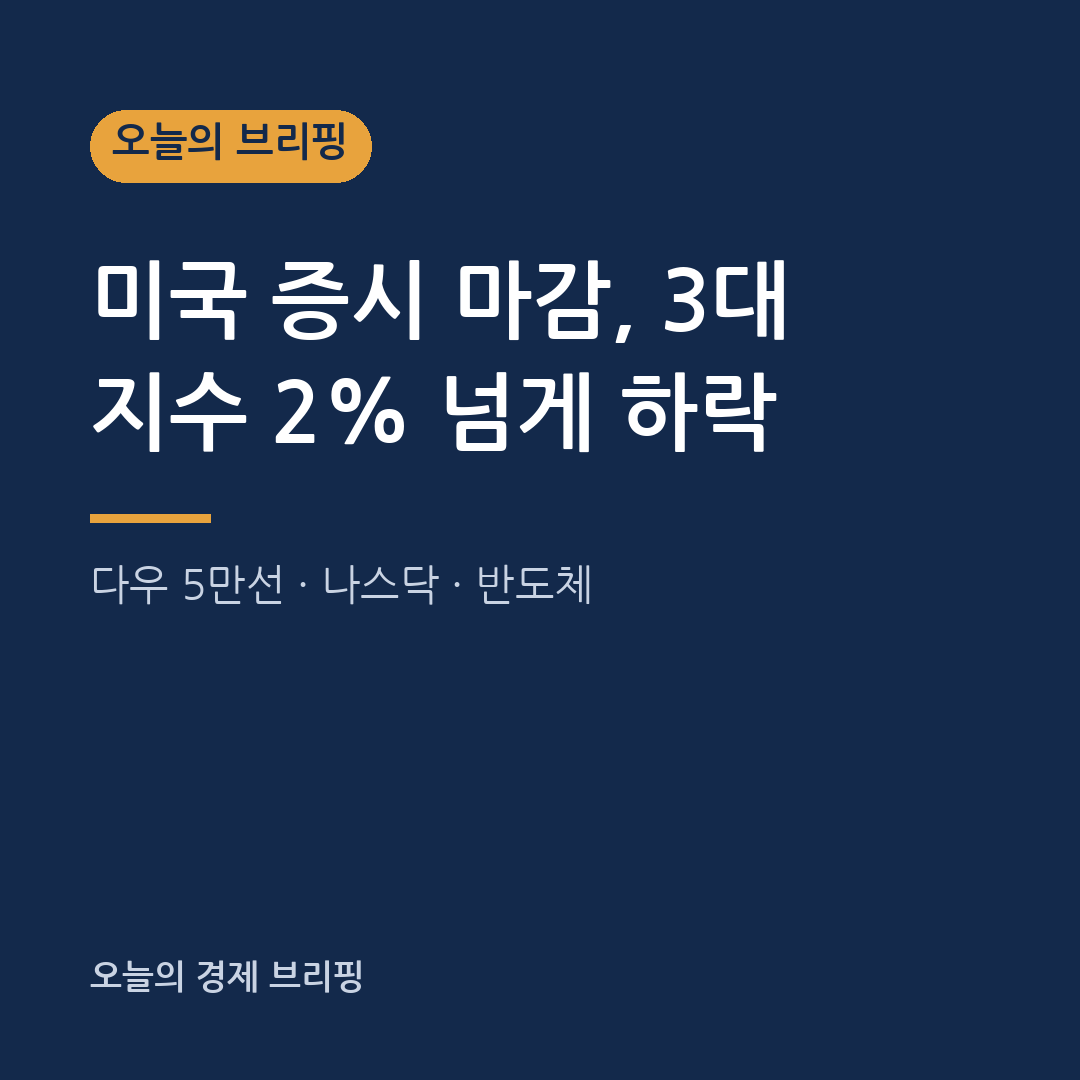 오늘의 브리핑
미국 증시 마감, 3대
지수 2% 넘게 하락
다우 5만선 · 나스닥 · 반도체
오늘의 경제 브리핑